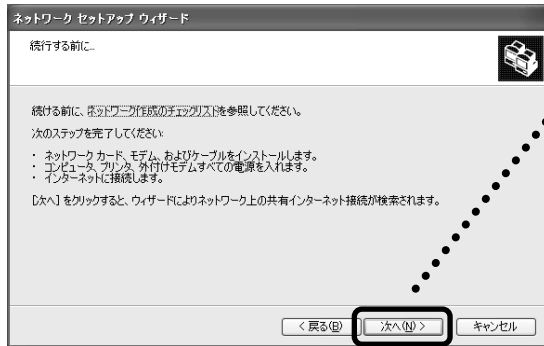 ネットワーク セットアップ ウィザード
続行する前に...
続ける前に、ネットワーク作成のチェックリストを参照してください。
次のステップを完了してください:
・ ネットワーク カード、モデム、およびケーブルをインストールします。
・ コンピュータ、プリンタ、外付けモデムすべての電源を入れます。
・ インターネットに接続します。
[次へ] をクリックすると、ウィザードによりネットワーク上の共有インターネット接続が検索されます。
< 戻る(B) 次へ(N) > キャンセル